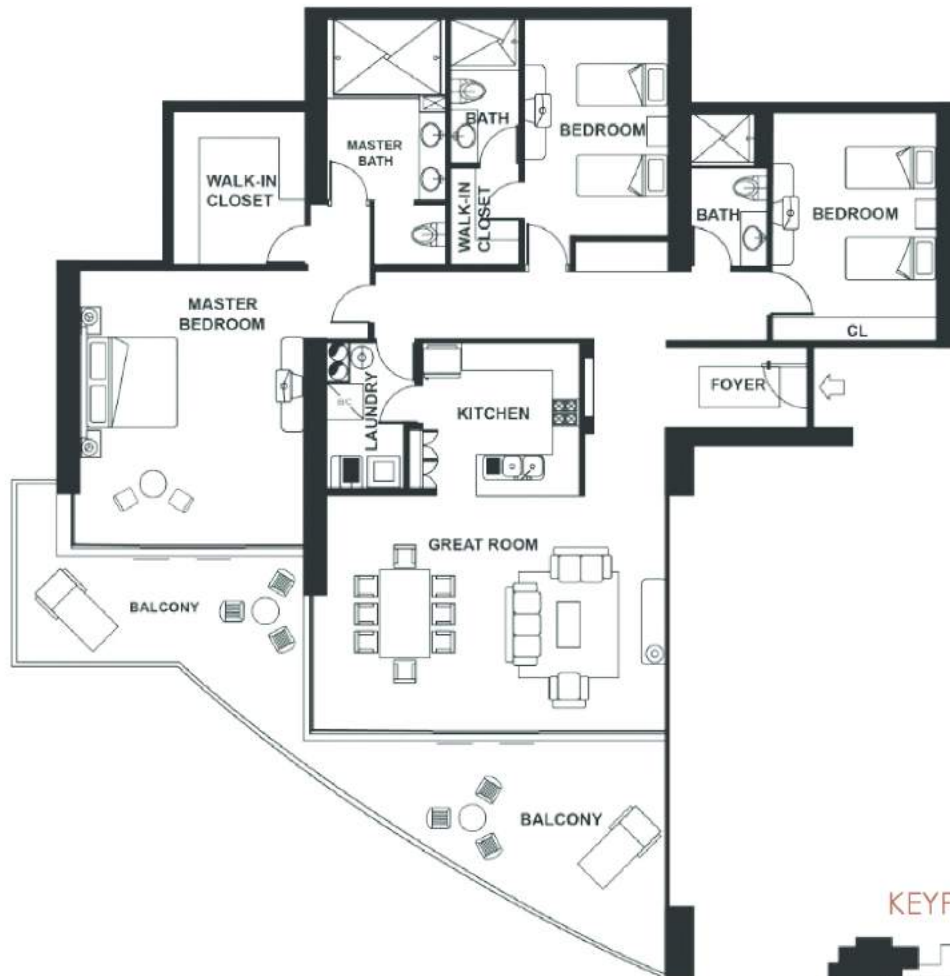 BATH
BEDROOM
MASTER
BATH
WALK-IN
CLOSET
WALK-IN
CLOSET
BATH
BEDROOM
MASTER
BEDROOM
CL
FOYER
LAUNDRY
KITCHEN
GREAT ROOM
BALCONY
BALCONY